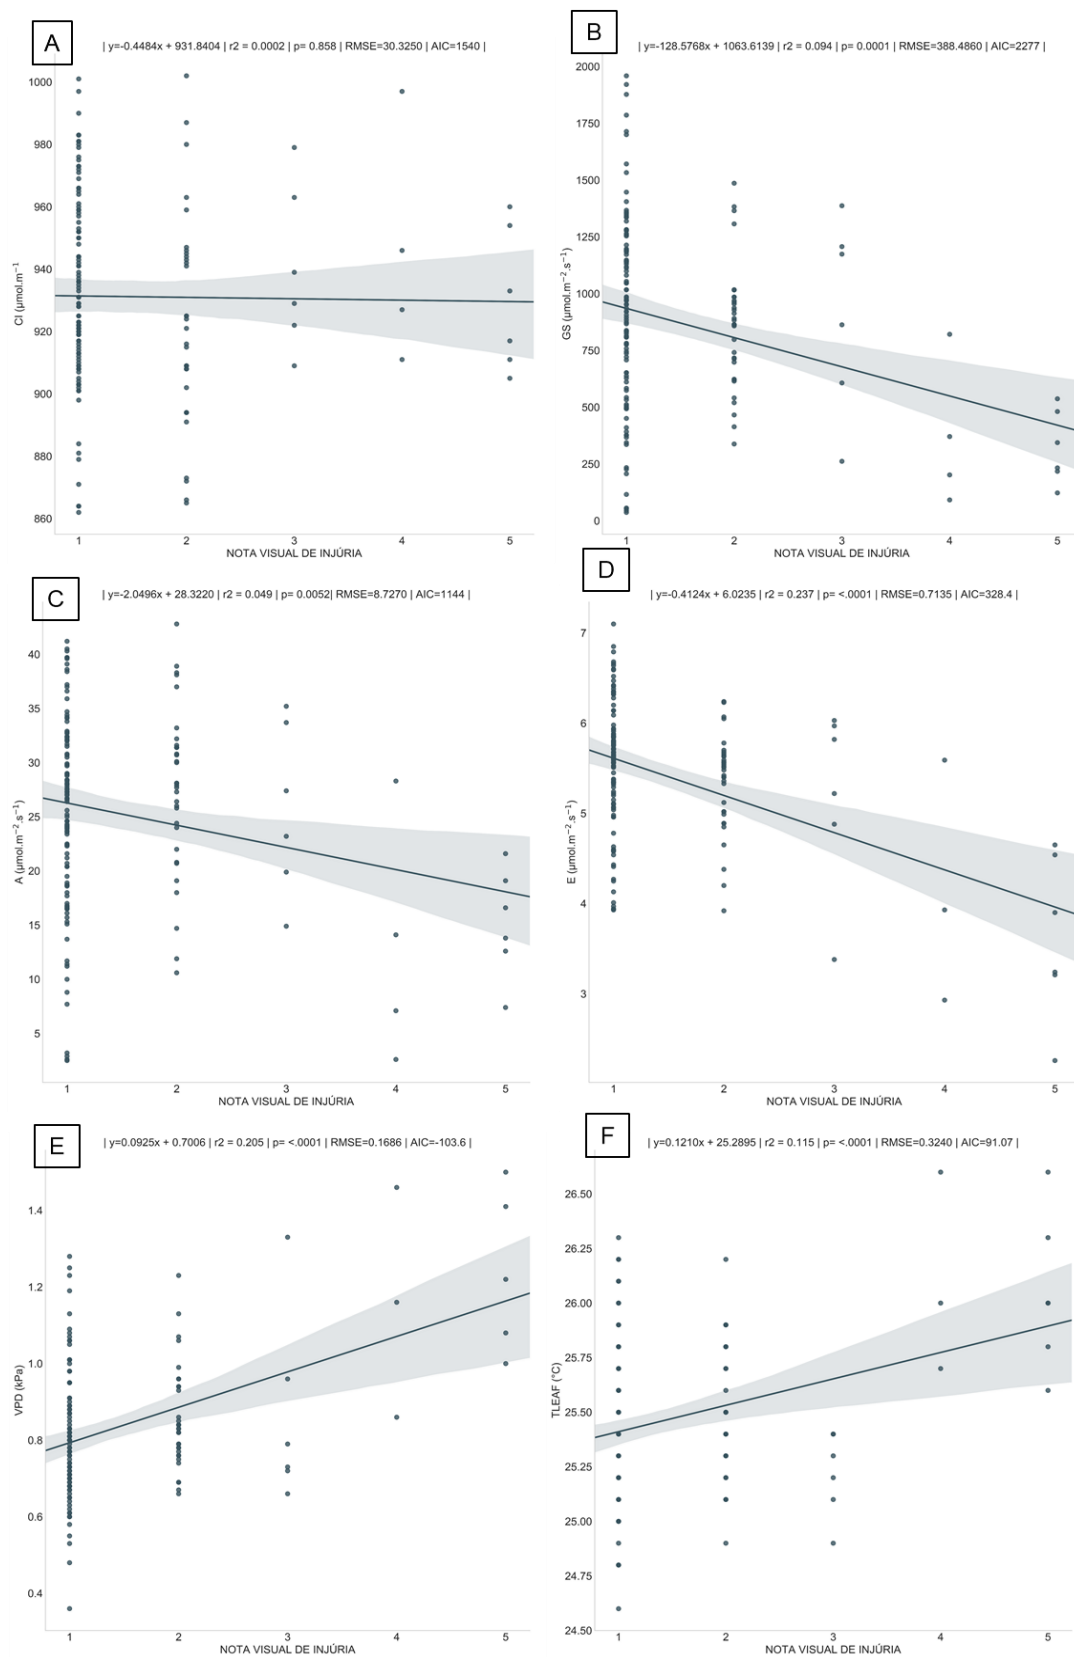 A
| y=-0.4484x + 931.8404 | r2 = 0.0002 | p= 0.858 | RMSE=30.3250 | AIC=1540 |
CI (μmol.m⁻¹
1000
980
960
940
920
900
880
860
1 2 3 4 5
NOTA VISUAL DE INJÚRIA
B
| y=-128.5768x + 1063.6139 | r2 = 0.094 | p= 0.0001 | RMSE=388.4860 | AIC=2277 |
GS (μmol.m⁻².s⁻¹)
2000
1750
1500
1250
1000
750
500
250
0
1 2 3 4 5
NOTA VISUAL DE INJÚRIA
C
| y=-2.0496x + 28.3220 | r2 = 0.049 | p= 0.0052| RMSE=8.7270 | AIC=1144 |
A (μmol.m⁻².s⁻¹)
40
35
30
25
20
15
10
5
1 2 3 4 5
NOTA VISUAL DE INJÚRIA
D
| y=-0.4124x + 6.0235 | r2 = 0.237 | p= <.0001 | RMSE=0.7135 | AIC=328.4 |
E (μmol.m⁻².s⁻¹)
7
6
5
4
3
1 2 3 4 5
NOTA VISUAL DE INJÚRIA
E
| y=0.0925x + 0.7006 | r2 = 0.205 | p= <.0001 | RMSE=0.1686 | AIC=-103.6 |
VPD (kPa)
1.4
1.2
1.0
0.8
0.6
0.4
1 2 3 4 5
NOTA VISUAL DE INJÚRIA
F
| y=0.1210x + 25.2895 | r2 = 0.115 | p= <.0001 | RMSE=0.3240 | AIC=91.07 |
TLEAF (°C)
26.50
26.25
26.00
25.75
25.50
25.25
25.00
24.75
24.50
1 2 3 4 5
NOTA VISUAL DE INJÚRIA